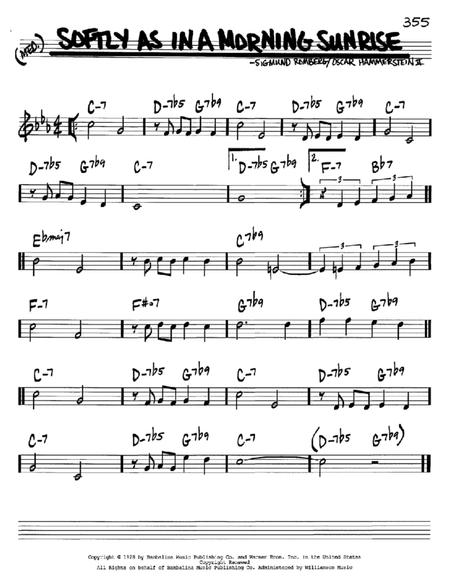 355
(MED.) SOFTLY AS IN A MORNING SUNRISE
-SIGMUND ROMBERG/OSCAR HAMMERSTEIN II
C-7 D-7b5 G7b9 C-7 D-7b5 G7b9
D-7b5 G7b9 C-7 1. D-7b5 G7b9 2. F-7 Bb7
3 3
Ebmaj7 C7b9
3 3
F-7 F#o7 G7b9 D-7b5 G7b9
C-7 D-7b5 G7b9 C-7 D-7b5 G7b9
C-7 D-7b5 G7b9 C-7 (D-7b5 G7b9)
Copyright © 1928 by Bambalina Music Publishing Co. and Warner Bros. Inc. in the United States
Copyright Renewed
All Rights on behalf of Bambalina Music Publishing Co. Administered by Williamson Music